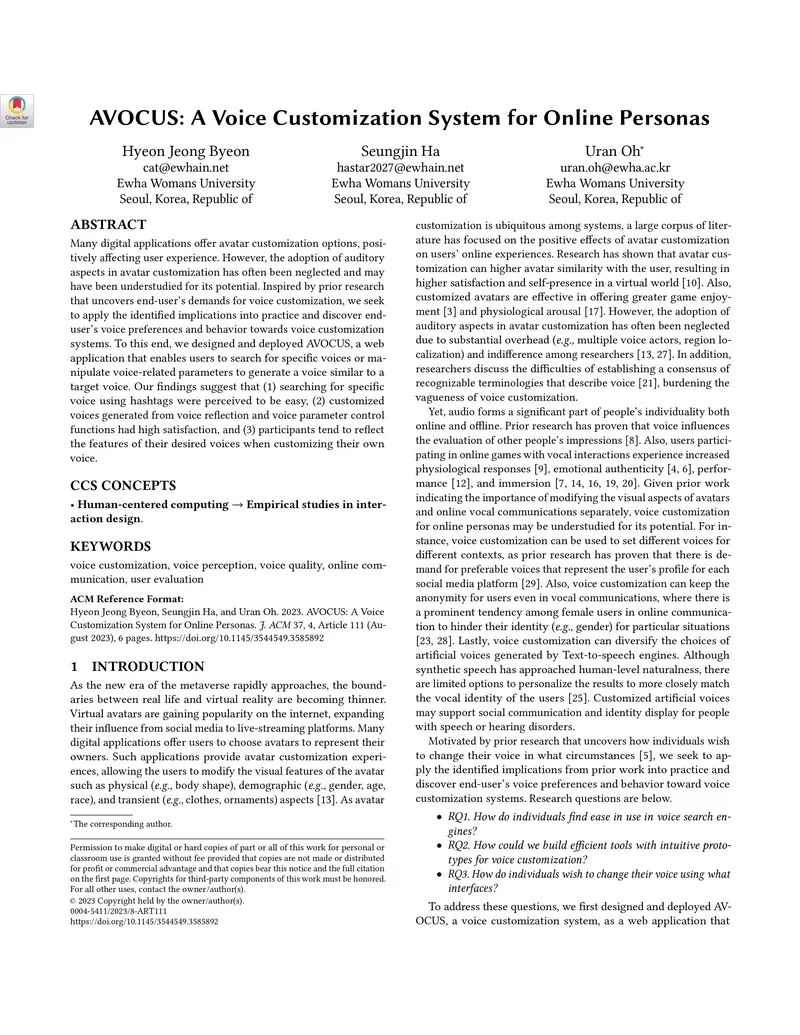 Check for
updates
AVOCUS: A Voice Customization System for Online Personas
Hyeon Jeong Byeon
cat@ewhain.net
Ewha Womans University
Seoul, Korea, Republic of
Seungjin Ha
hastar2027@ewhain.net
Ewha Womans University
Seoul, Korea, Republic of
Uran Oh*
uran.oh@ewha.ac.kr
Ewha Womans University
Seoul, Korea, Republic of
ABSTRACT
Many digital applications offer avatar customization options, posi-
tively affecting user experience. However, the adoption of auditory
aspects in avatar customization has often been neglected and may
have been understudied for its potential. Inspired by prior research
that uncovers end-user's demands for voice customization, we seek
to apply the identified implications into practice and discover end-
user's voice preferences and behavior towards voice customization
systems. To this end, we designed and deployed AVOCUS, a web
application that enables users to search for specific voices or ma-
nipulate voice-related parameters to generate a voice similar to a
target voice. Our findings suggest that (1) searching for specific
voice using hashtags were perceived to be easy, (2) customized
voices generated from voice reflection and voice parameter control
functions had high satisfaction, and (3) participants tend to reflect
the features of their desired voices when customizing their own
voice.
CCS CONCEPTS
• Human-centered computing → Empirical studies in inter-
action design.
KEYWORDS
voice customization, voice perception, voice quality, online com-
munication, user evaluation
ACM Reference Format:
Hyeon Jeong Byeon, Seungjin Ha, and Uran Oh. 2023. AVOCUS: A Voice
Customization System for Online Personas. J. ACM 37, 4, Article 111 (Au-
gust 2023), 6 pages. https://doi.org/10.1145/3544549.3585892
1 INTRODUCTION
As the new era of the metaverse rapidly approaches, the bound-
aries between real life and virtual reality are becoming thinner.
Virtual avatars are gaining popularity on the internet, expanding
their influence from social media to live-streaming platforms. Many
digital applications offer users to choose avatars to represent their
owners. Such applications provide avatar customization experi-
ences, allowing the users to modify the visual features of the avatar
such as physical (e.g., body shape), demographic (e.g., gender, age,
race), and transient (e.g., clothes, ornaments) aspects [13]. As avatar
*The corresponding author.
Permission to make digital or hard copies of part or all of this work for personal or
classroom use is granted without fee provided that copies are not made or distributed
for profit or commercial advantage and that copies bear this notice and the full citation
on the first page. Copyrights for third-party components of this work must be honored.
For all other uses, contact the owner/author(s).
© 2023 Copyright held by the owner/author(s).
0004-5411/2023/8-ART111
https://doi.org/10.1145/3544549.3585892
customization is ubiquitous among systems, a large corpus of liter-
ature has focused on the positive effects of avatar customization
on users' online experiences. Research has shown that avatar cus-
tomization can higher avatar similarity with the user, resulting in
higher satisfaction and self-presence in a virtual world [10]. Also,
customized avatars are effective in offering greater game enjoy-
ment [3] and physiological arousal [17]. However, the adoption of
auditory aspects in avatar customization has often been neglected
due to substantial overhead (e.g., multiple voice actors, region lo-
calization) and indifference among researchers [13, 27]. In addition,
researchers discuss the difficulties of establishing a consensus of
recognizable terminologies that describe voice [21], burdening the
vagueness of voice customization.
Yet, audio forms a significant part of people's individuality both
online and offline. Prior research has proven that voice influences
the evaluation of other people's impressions [8]. Also, users partici-
pating in online games with vocal interactions experience increased
physiological responses [9], emotional authenticity [4, 6], perfor-
mance [12], and immersion [7, 14, 16, 19, 20]. Given prior work
indicating the importance of modifying the visual aspects of avatars
and online vocal communications separately, voice customization
for online personas may be understudied for its potential. For in-
stance, voice customization can be used to set different voices for
different contexts, as prior research has proven that there is de-
mand for preferable voices that represent the user's profile for each
social media platform [29]. Also, voice customization can keep the
anonymity for users even in vocal communications, where there is
a prominent tendency among female users in online communica-
tion to hinder their identity (e.g., gender) for particular situations
[23, 28]. Lastly, voice customization can diversify the choices of
artificial voices generated by Text-to-speech engines. Although
synthetic speech has approached human-level naturalness, there
are limited options to personalize the results to more closely match
the vocal identity of the users [25]. Customized artificial voices
may support social communication and identity display for people
with speech or hearing disorders.
Motivated by prior research that uncovers how individuals wish
to change their voice in what circumstances [5], we seek to ap-
ply the identified implications from prior work into practice and
discover end-user's voice preferences and behavior toward voice
customization systems. Research questions are below.
• RQ1. How do individuals find ease in use in voice search en-
gines?
• RQ2. How could we build efficient tools with intuitive proto-
types for voice customization?
• RQ3. How do individuals wish to change their voice using what
interfaces?
To address these questions, we first designed and deployed AV-
OCUS, a voice customization system, as a web application that